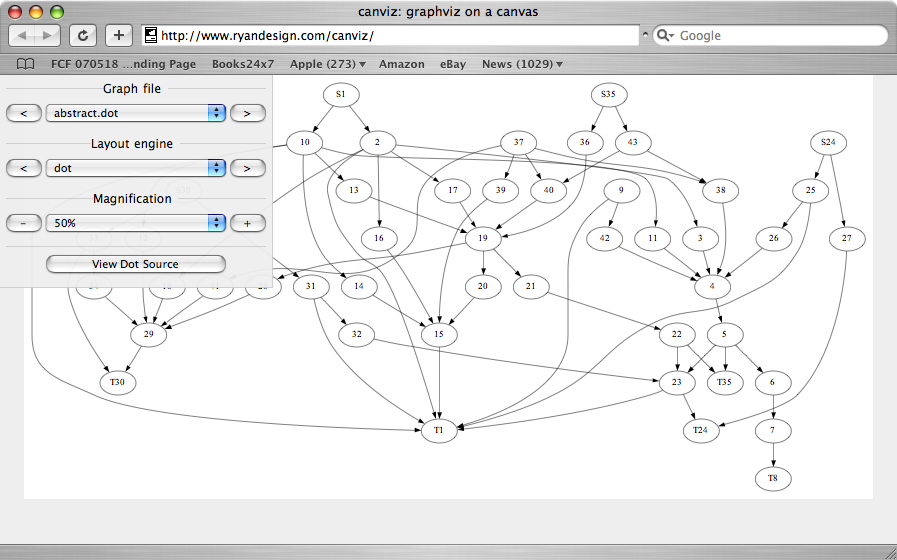 canviz: graphviz on a canvas
http://www.ryandesign.com/canviz/
Google
FCF 070518 ...nding Page Books24x7 Apple (273) Amazon eBay News (1029)
Graph file
< abstract.dot >
Layout engine
< dot >
Magnification
- 50% +
View Dot Source
S1 S35
10 2 37 36 43 S24
13 17 39 40 9 38 25
16 19 42 11 3 26 27
31 14 20 21 4
29 32 15 22 5
T30 23 T35 6
T1 T24 7
T8